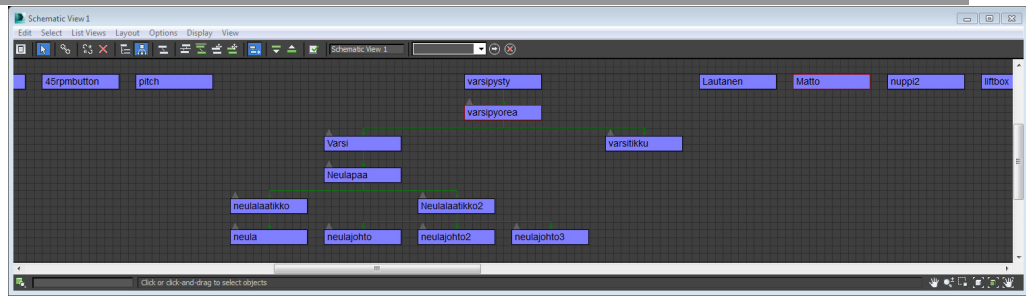 Schematic View 1
Edit Select List Views Layout Options Display View
Schematic View 1
45rpmbutton pitch varsipysty Lautanen Matto nuppi2 liftbox
varsipyorea
Varsi varsitikku
Neulapaa
neulalaatikko Neulalaatikko2
neula neulajohto neulajohto2 neulajohto3
Click or click-and-drag to select objects